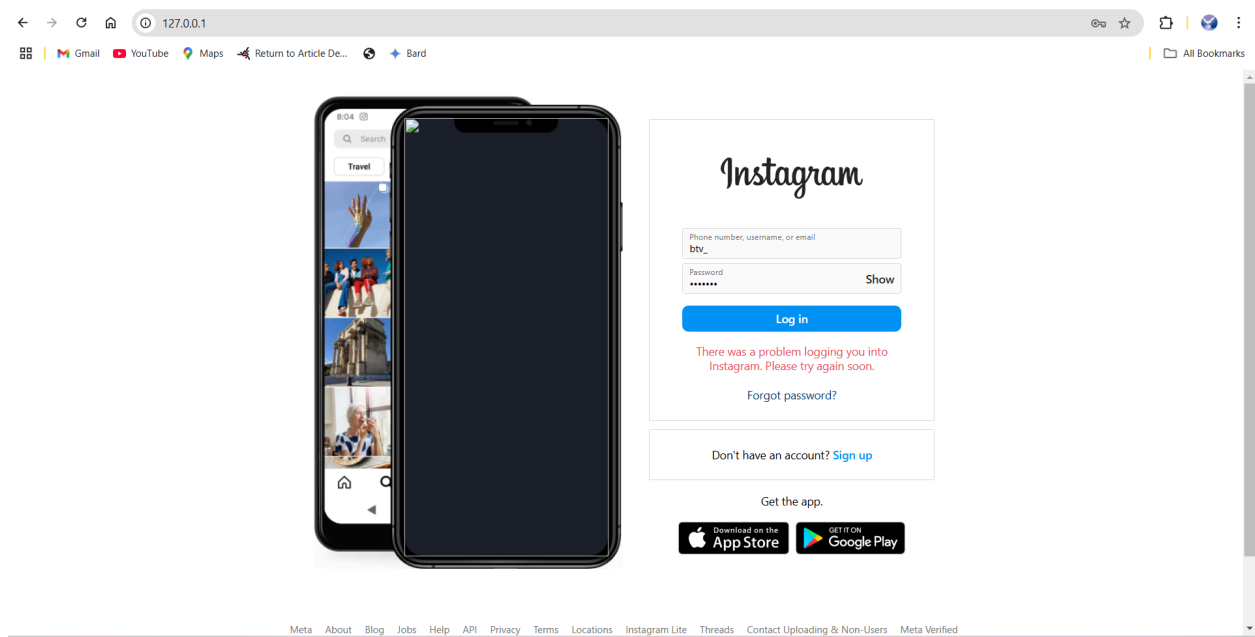 127.0.0.1
Gmail YouTube Maps Return to Article De... Bard All Bookmarks
8:04
Search
Travel
Instagram
Phone number, username, or email
btv_
Password
••••••• Show
Log in
There was a problem logging you into
Instagram. Please try again soon.
Forgot password?
Don't have an account? Sign up
Get the app.
Download on the
App Store
GET IT ON
Google Play
Meta About Blog Jobs Help API Privacy Terms Locations Instagram Lite Threads Contact Uploading & Non-Users Meta Verified